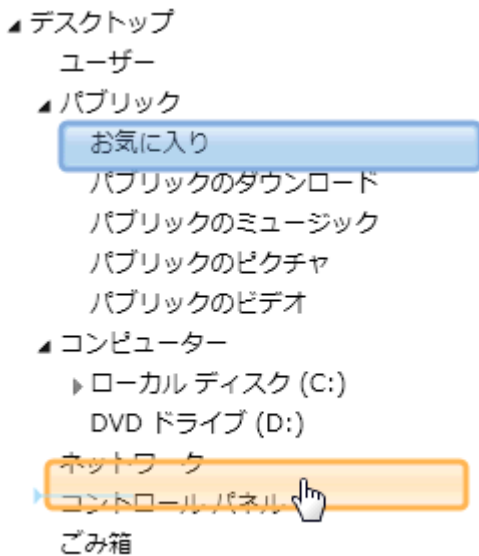 デスクトップ
ユーザー
パブリック
お気に入り
パブリックのダウンロード
パブリックのミュージック
パブリックのピクチャ
パブリックのビデオ
コンピューター
ローカル ディスク (C:)
DVD ドライブ (D:)
ネットワーク
コントロール パネル
ごみ箱